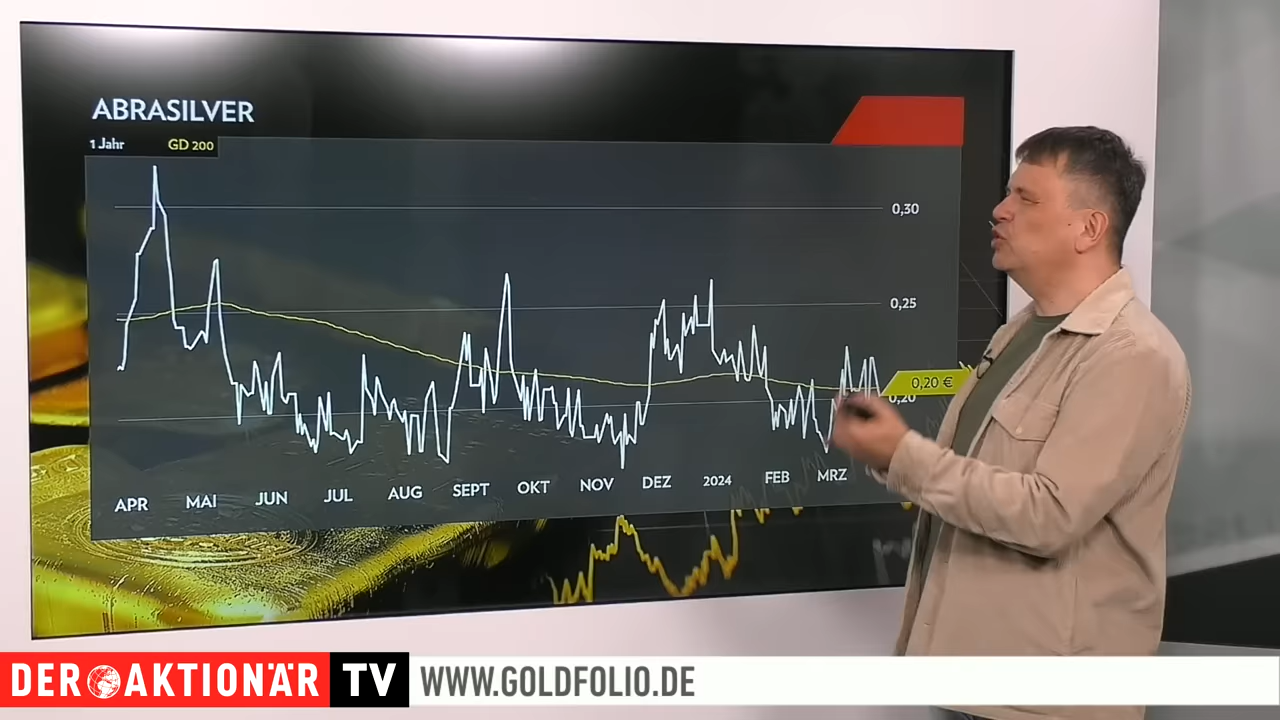 ABRASILVER
1 Jahr GD 200
0,30
0,25
0,20 €
0,20
APR MAI JUN JUL AUG SEPT OKT NOV DEZ 2024 FEB MRZ
DER AKTIONÄR TV WWW.GOLDFOLIO.DE